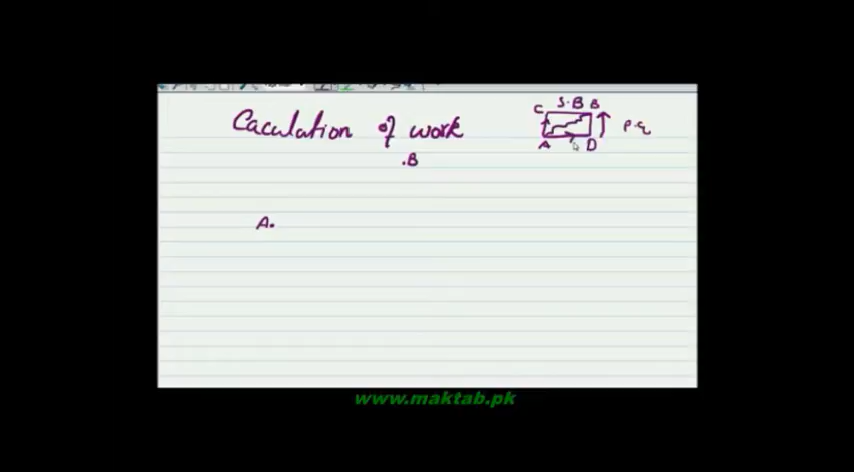 Caculation of work
C S.B B
A D
P.E
.B
A.
www.maktab.pk